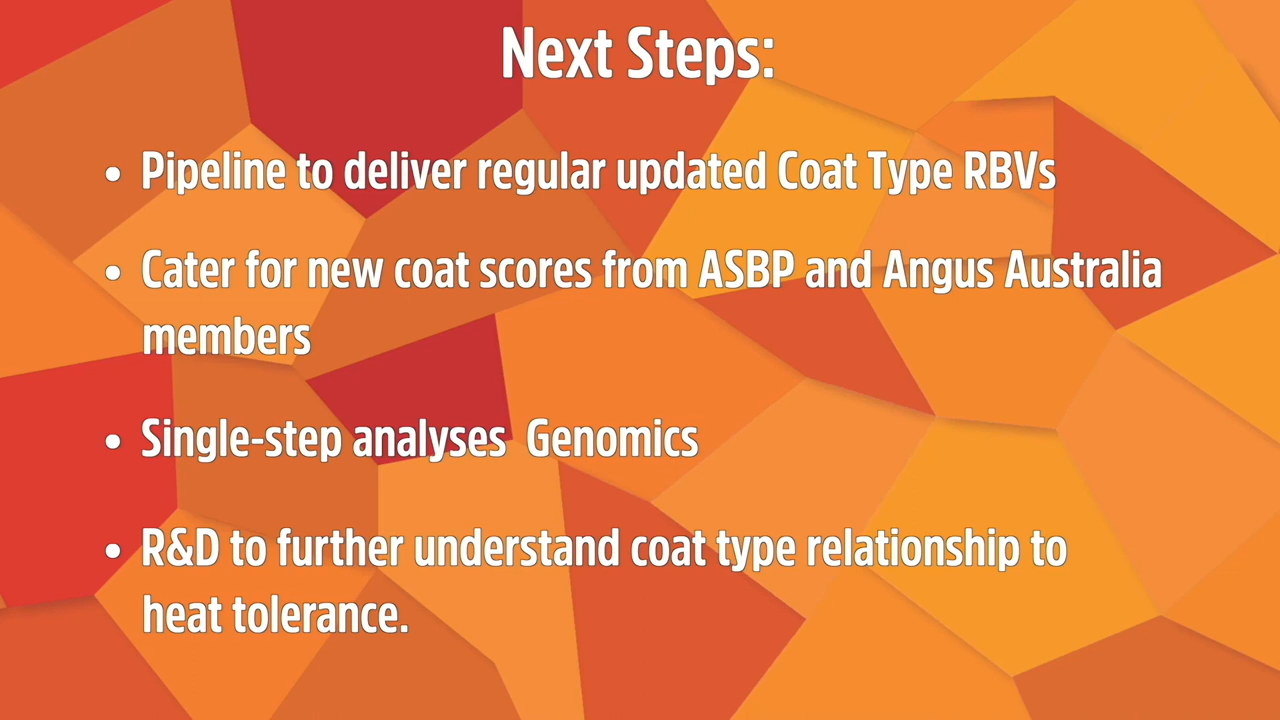 Next Steps:
• Pipeline to deliver regular updated Coat Type RBVs
• Cater for new coat scores from ASBP and Angus Australia
members
• Single-step analyses  Genomics
• R&D to further understand coat type relationship to
heat tolerance.